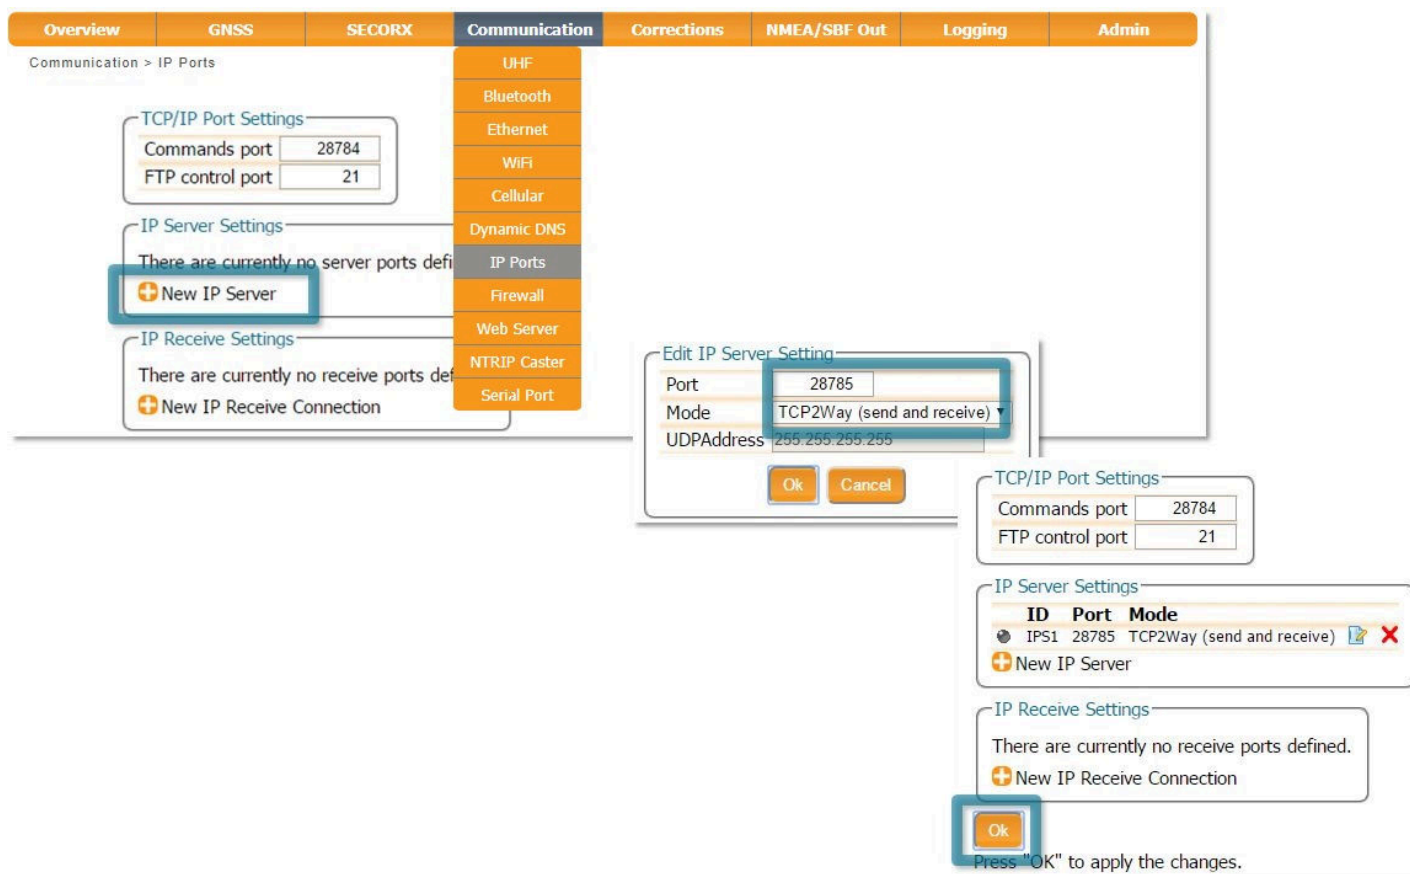 Overview GNSS SECORX Communication Corrections NMEA/SBF Out Logging Admin
Communication > IP Ports
UHF
Bluetooth
Ethernet
WiFi
Cellular
Dynamic DNS
IP Ports
Firewall
Web Server
NTRIP Caster
Serial Port
TCP/IP Port Settings
Commands port 28784
FTP control port 21
IP Server Settings
There are currently no server ports defi
New IP Server
IP Receive Settings
There are currently no receive ports def
New IP Receive Connection
Edit IP Server Setting
Port 28785
Mode TCP2Way (send and receive)
UDPAddress 255.255.255.255
Ok Cancel
TCP/IP Port Settings
Commands port 28784
FTP control port 21
IP Server Settings
ID Port Mode
IPS1 28785 TCP2Way (send and receive)
New IP Server
IP Receive Settings
There are currently no receive ports defined.
New IP Receive Connection
Ok
Press "OK" to apply the changes.